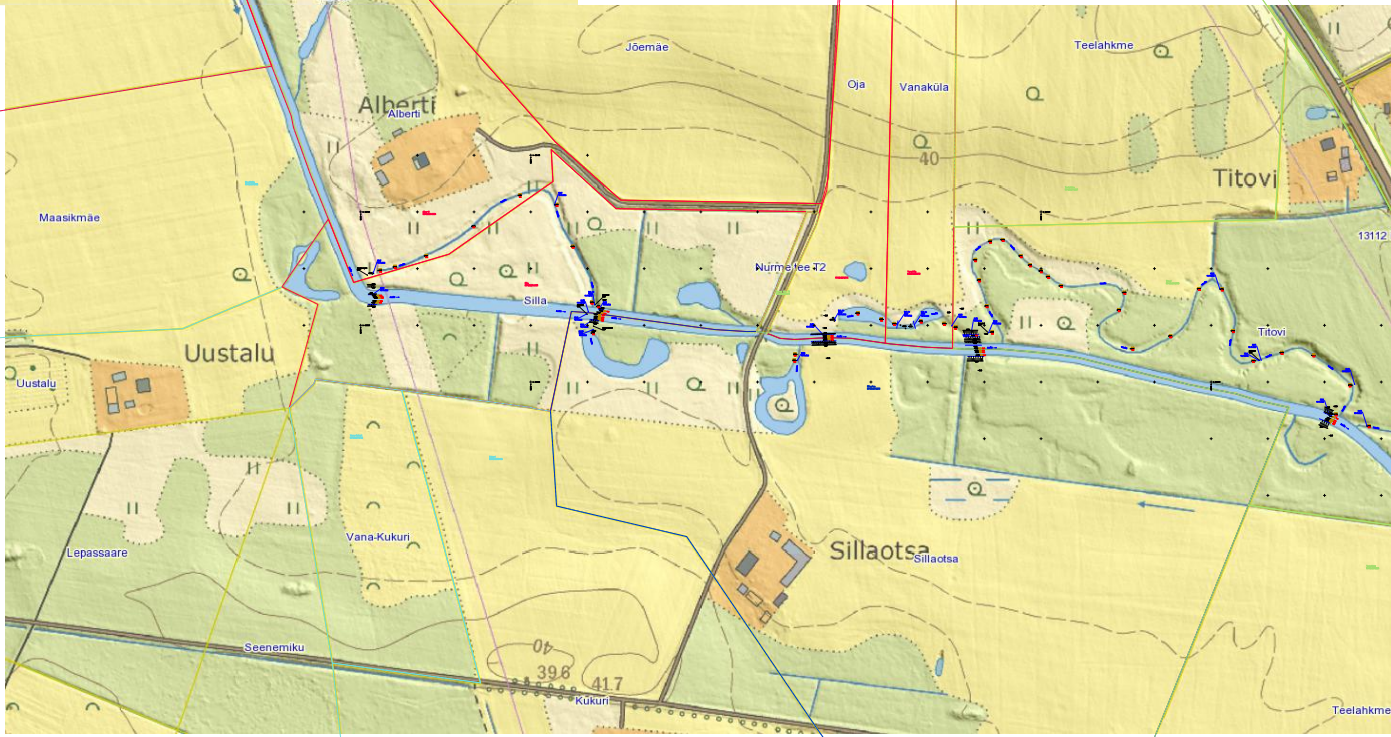 Jõemäe
Teelahkme
Oja
Vanaküla
Alberti
Alberti
40
Titovi
Maasikmäe
13112
Nurme tee T2
Silla
Titovi
Uustalu
Uustalu
Vana-Kukuri
Lepassaare
Sillaotsa
Sillaotsa
Seenemiku
40
39.6
41.7
Kukuri
Teelahkme